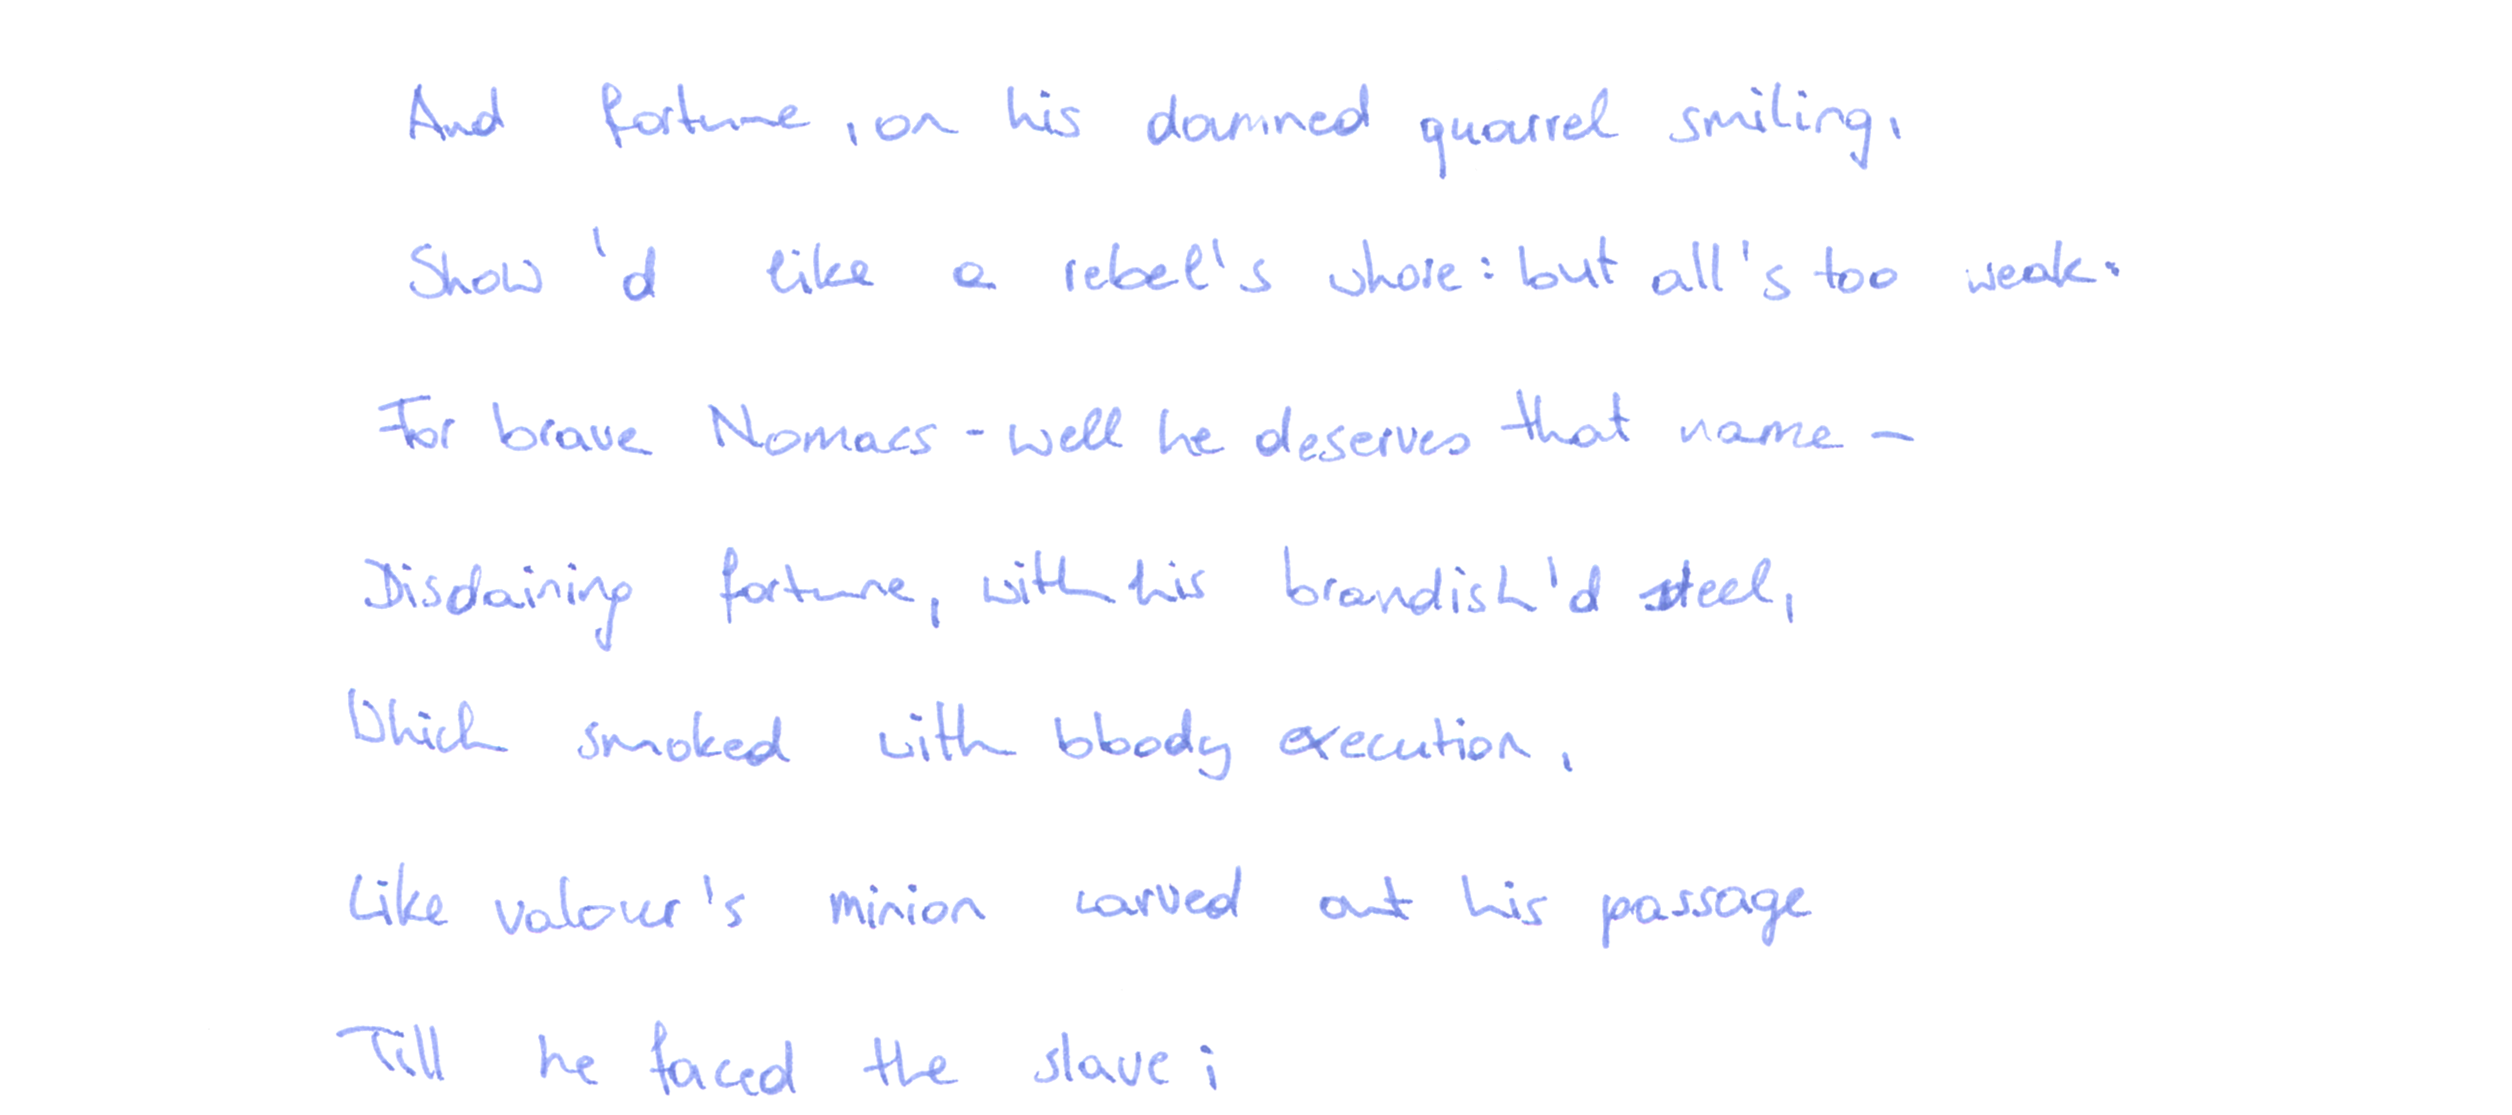 And fortune, on his damned quarrel smiling,
Show'd like a rebel's whore: but all's too weak:
For brave Nomacs - well he deserves that name -
Disdaining fortune, with his brandish'd steel,
Which smoked with bloody execution,
Like valour's minion carved out his passage
Till he faced the slave;